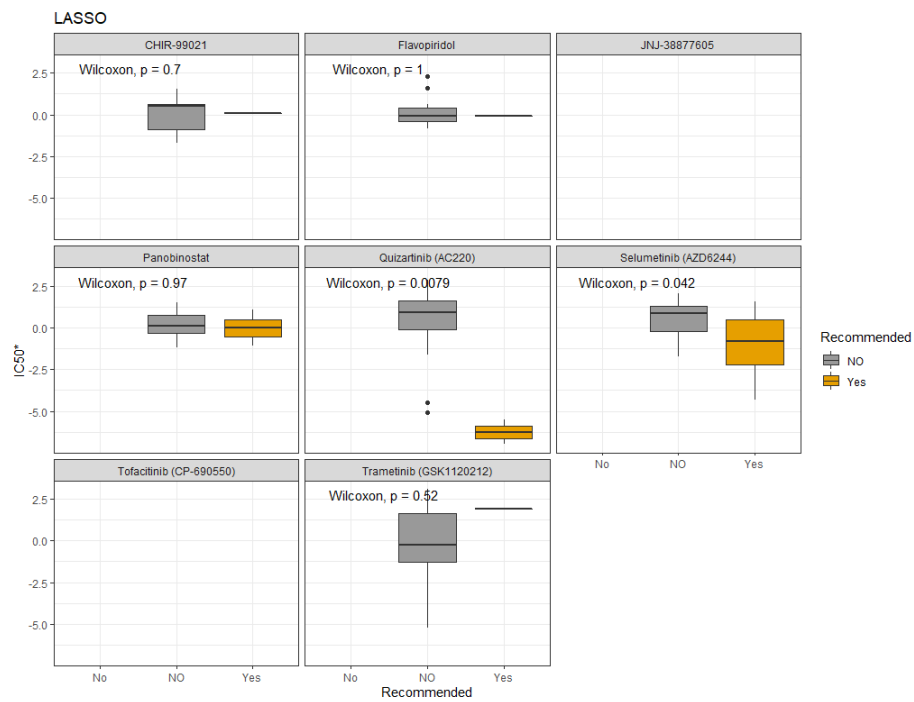 LASSO
CHIR-99021
Flavopiridol
JNJ-38877605
Wilcoxon, p = 0.7
Wilcoxon, p = 1
2.5
0.0
-2.5
-5.0
Panobinostat
Quizartinib (AC220)
Selumetinib (AZD6244)
Wilcoxon, p = 0.97
Wilcoxon, p = 0.0079
Wilcoxon, p = 0.042
2.5
0.0
-2.5
-5.0
IC50*
No
NO
Yes
Tofacitinib (CP-690550)
Trametinib (GSK1120212)
Wilcoxon, p = 0.52
2.5
0.0
-2.5
-5.0
No
NO
Yes
No
NO
Yes
Recommended
Recommended
NO
Yes